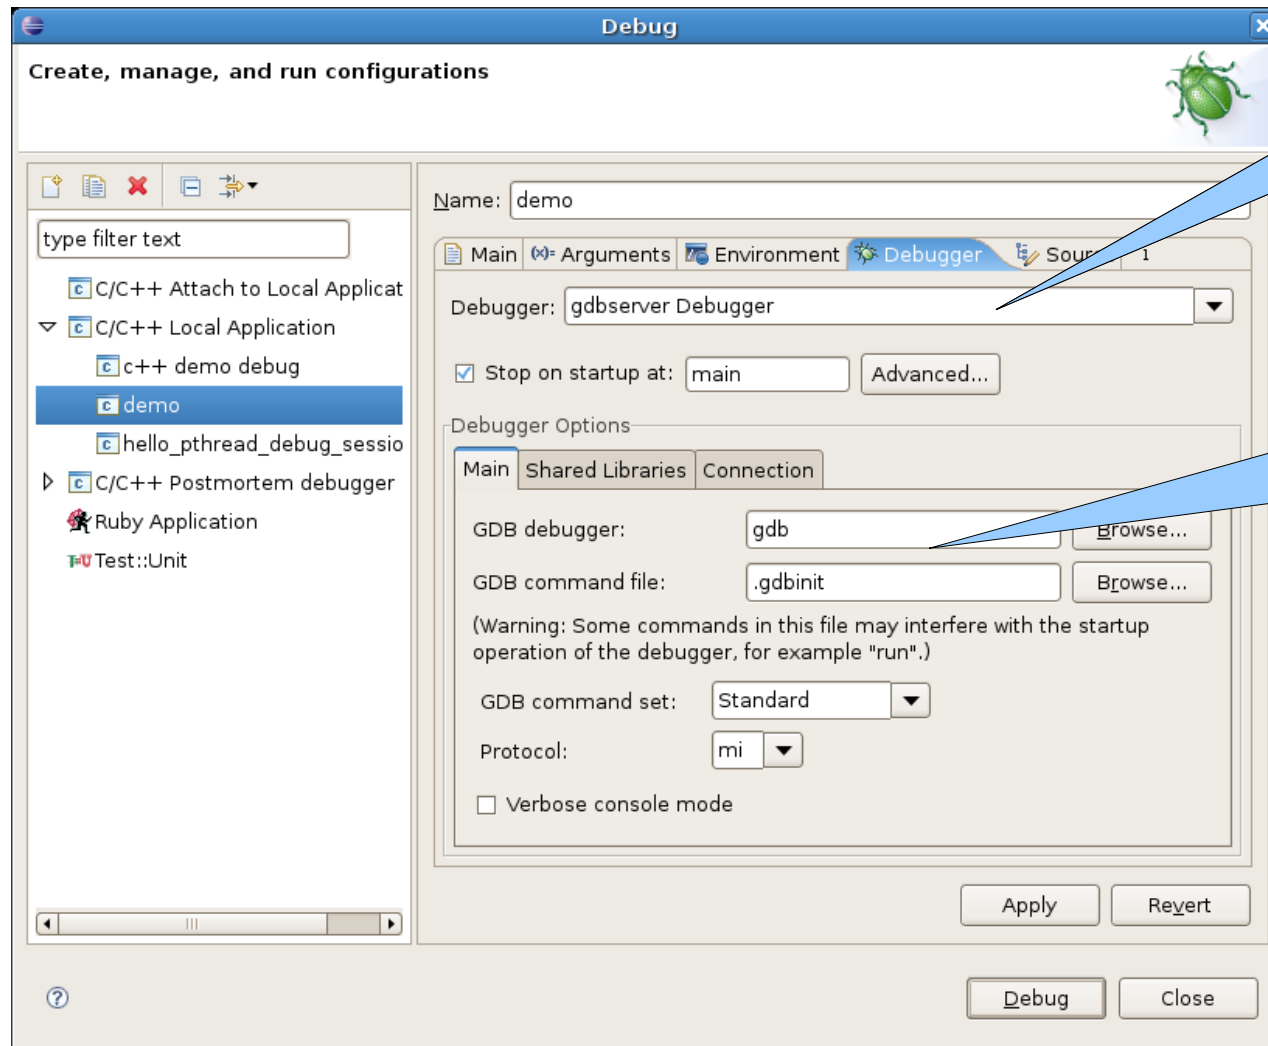 Debug
Create, manage, and run configurations
type filter text
C/C++ Attach to Local Applicat
C/C++ Local Application
c++ demo debug
demo
hello_pthread_debug_sessio
C/C++ Postmortem debugger
Ruby Application
Test::Unit
Name: demo
Main (x)= Arguments Environment Debugger Sour 1
Debugger: gdbserver Debugger
Stop on startup at: main Advanced...
Debugger Options
Main Shared Libraries Connection
GDB debugger: gdb Browse...
GDB command file: .gdbinit Browse...
(Warning: Some commands in this file may interfere with the startup
operation of the debugger, for example "run".)
GDB command set: Standard
Protocol: mi
Verbose console mode
Apply Revert
Debug Close